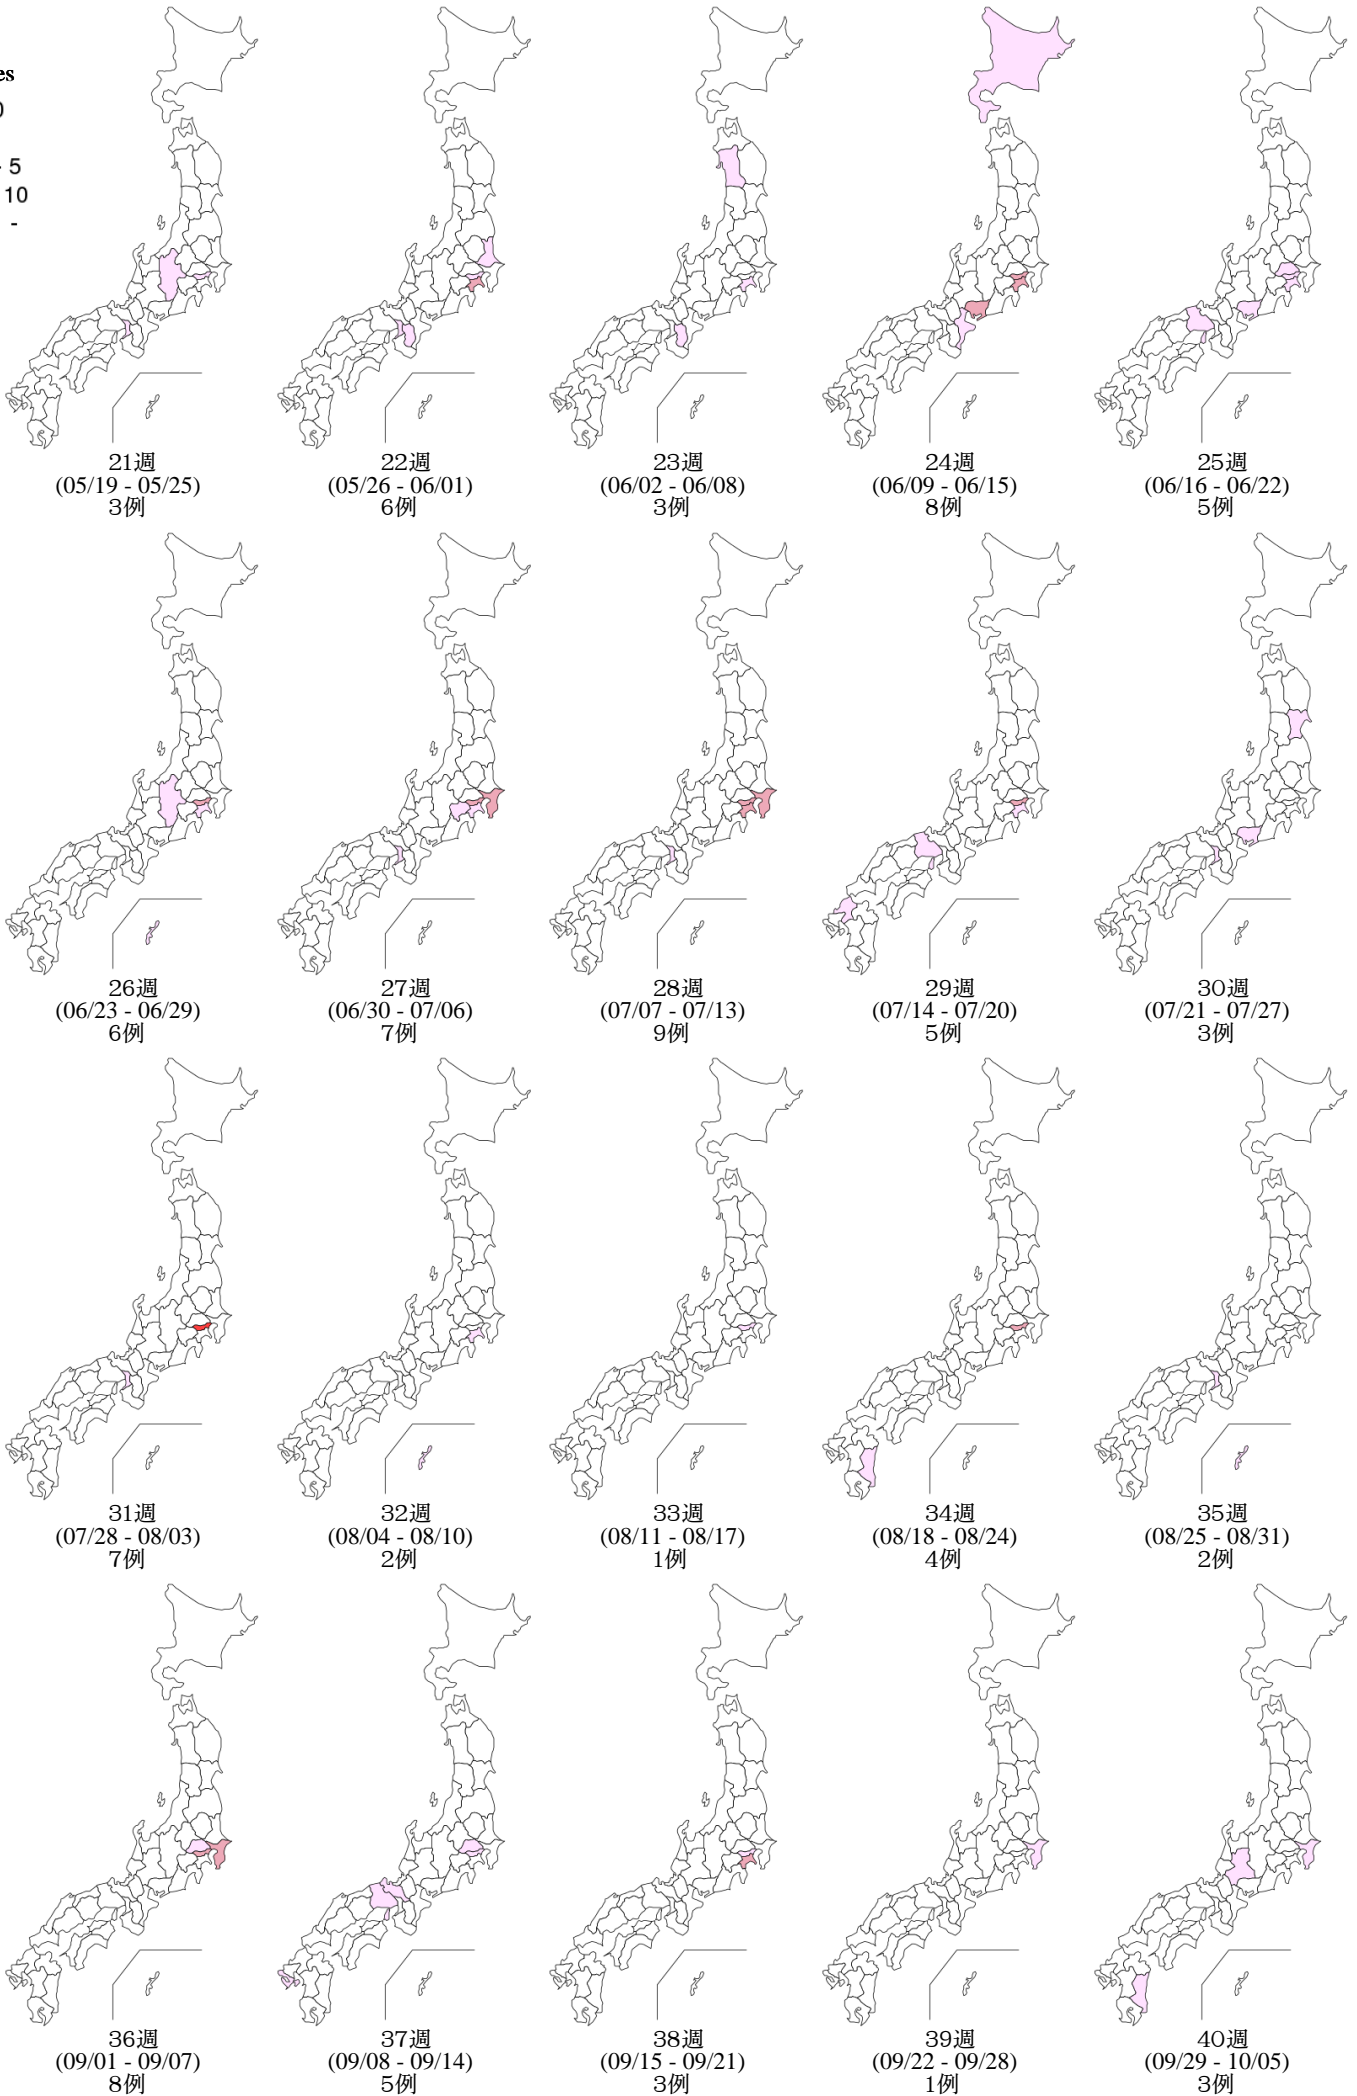 es
0
- 5
10
-
21週
(05/19 - 05/25)
3例
22週
(05/26 - 06/01)
6例
23週
(06/02 - 06/08)
3例
24週
(06/09 - 06/15)
8例
25週
(06/16 - 06/22)
5例
26週
(06/23 - 06/29)
6例
27週
(06/30 - 07/06)
7例
28週
(07/07 - 07/13)
9例
29週
(07/14 - 07/20)
5例
30週
(07/21 - 07/27)
3例
31週
(07/28 - 08/03)
7例
32週
(08/04 - 08/10)
2例
33週
(08/11 - 08/17)
1例
34週
(08/18 - 08/24)
4例
35週
(08/25 - 08/31)
2例
36週
(09/01 - 09/07)
8例
37週
(09/08 - 09/14)
5例
38週
(09/15 - 09/21)
3例
39週
(09/22 - 09/28)
1例
40週
(09/29 - 10/05)
3例